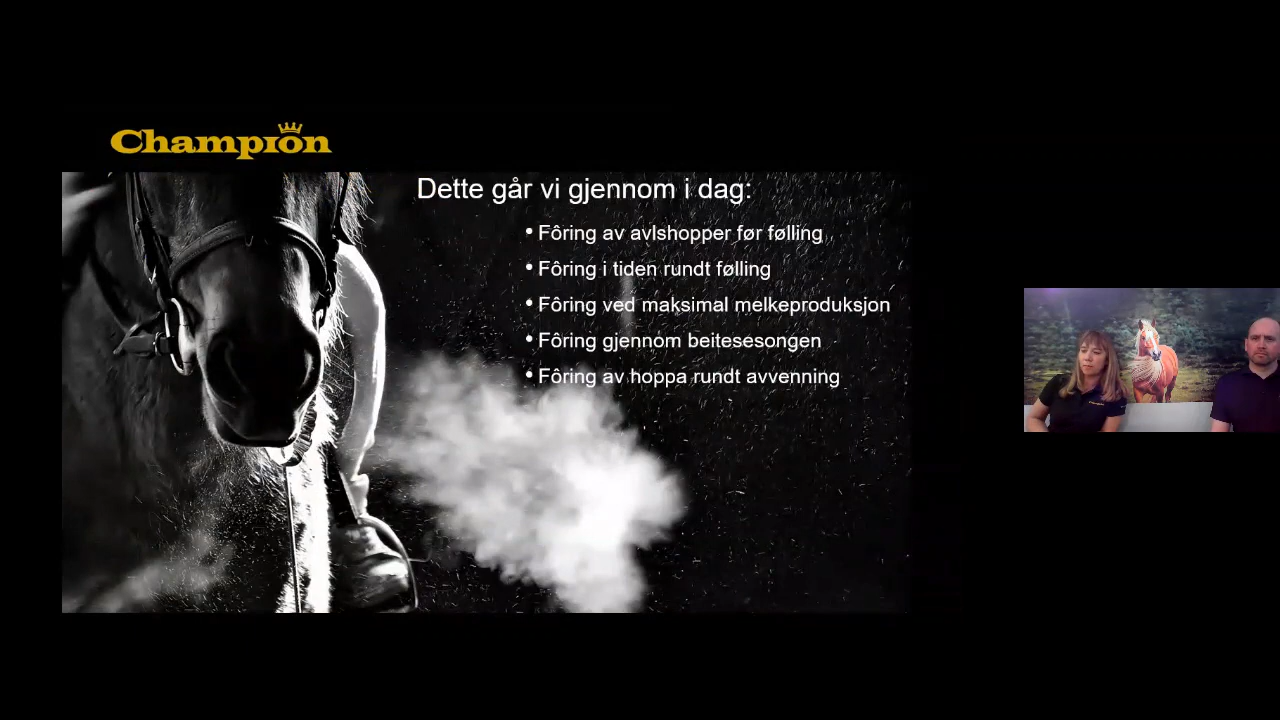 Champion
Dette går vi gjennom i dag:
• Fôring av avlshopper før følling
• Fôring i tiden rundt følling
• Fôring ved maksimal melkeproduksjon
• Fôring gjennom beitesesongen
• Fôring av hoppa rundt avvenning